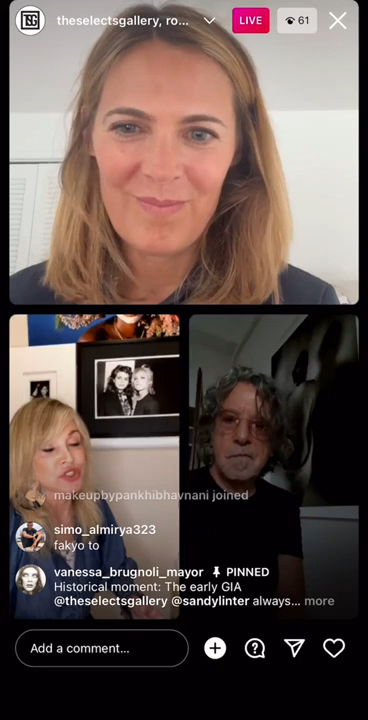 TSG
theselectsgallery, ro...
LIVE
61
makeupbypankhibhavnani joined
simo_almirya323
fakyo to
vanessa_brugnoli_mayor PINNED
Historical moment: The early GIA
@theselectsgallery @sandylinter always... more
Add a comment...